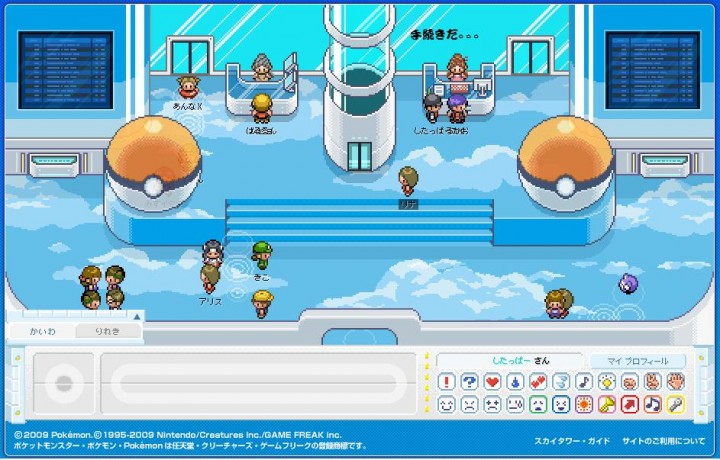 手続きだ。。。
あんなX
したっぱ
リデ
きこ
アリス
かいわ
りれき
したっぱー さん
マイ プロフィール
©2009 Pokémon. ©1995-2009 Nintendo/Creatures Inc./GAME FREAK inc.
ポケットモンスター・ポケモン・Pokémonは任天堂・クリーチャーズ・ゲームフリークの登録商標です。
スカイタワー・ガイド
サイトのご利用について